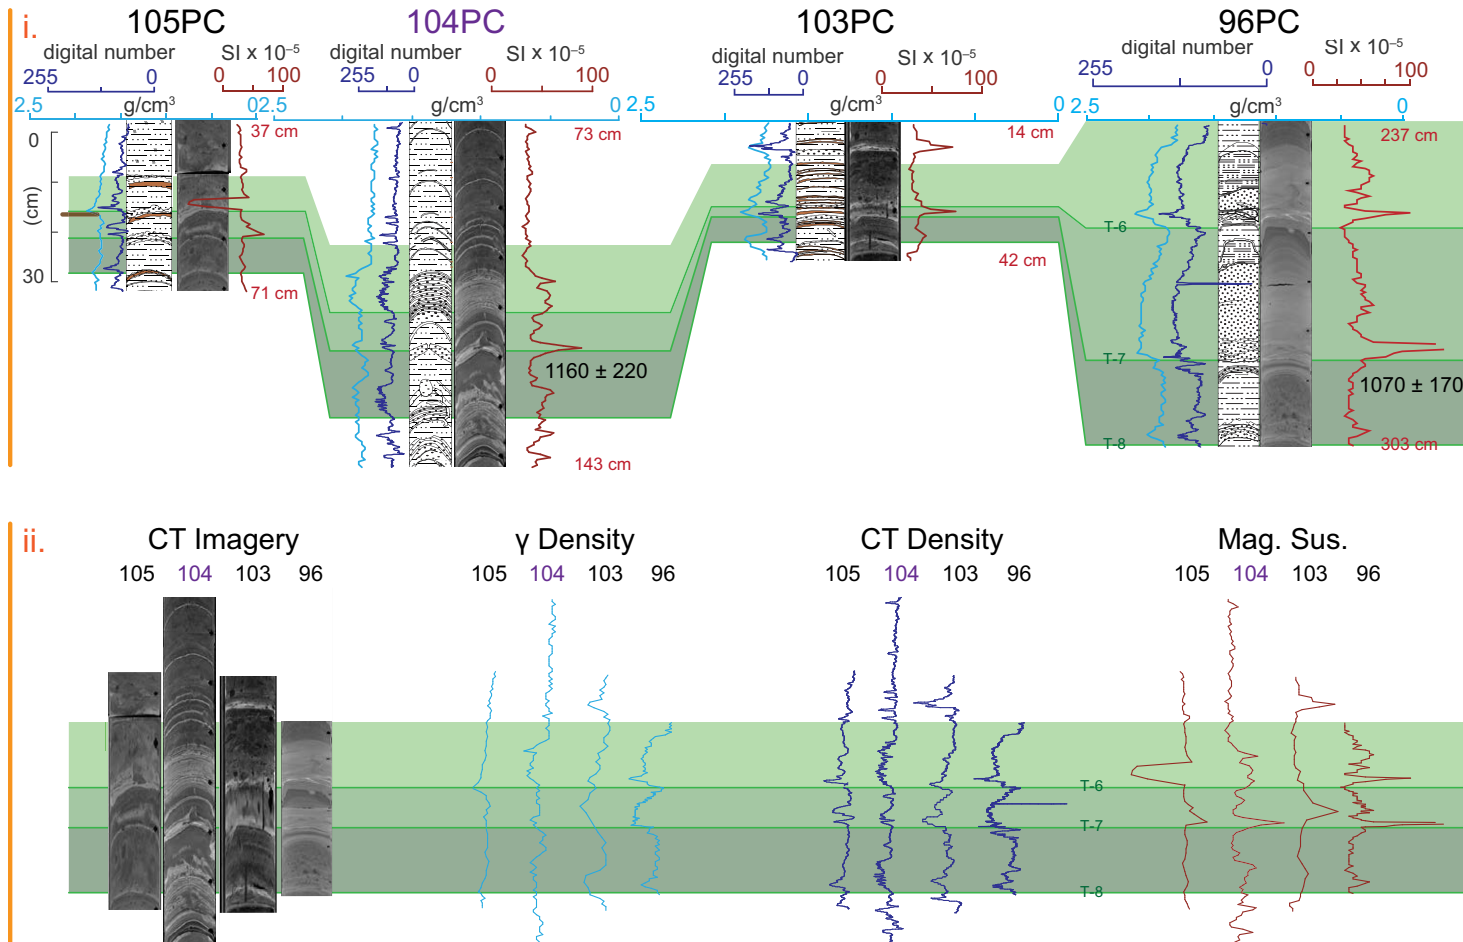 i.
105PC 104PC 103PC 96PC
digital number SI x 10⁻⁵ digital number SI x 10⁻⁵ digital number SI x 10⁻⁵ digital number SI x 10⁻⁵
255 0 0 100 255 0 0 100 255 0 0 100 255 0 0 100
2.5 g/cm³ 0 2.5 g/cm³ 0 2.5 g/cm³ 0 2.5 g/cm³ 0
0 37 cm 73 cm 14 cm 237 cm
(cm)
T-6
42 cm
30 71 cm
T-7
1160 ± 220 1070 ± 170
T-8 303 cm
143 cm
ii.
CT Imagery γ Density CT Density Mag. Sus.
105 104 103 96 105 104 103 96 105 104 103 96 105 104 103 96
T-6
T-7
T-8